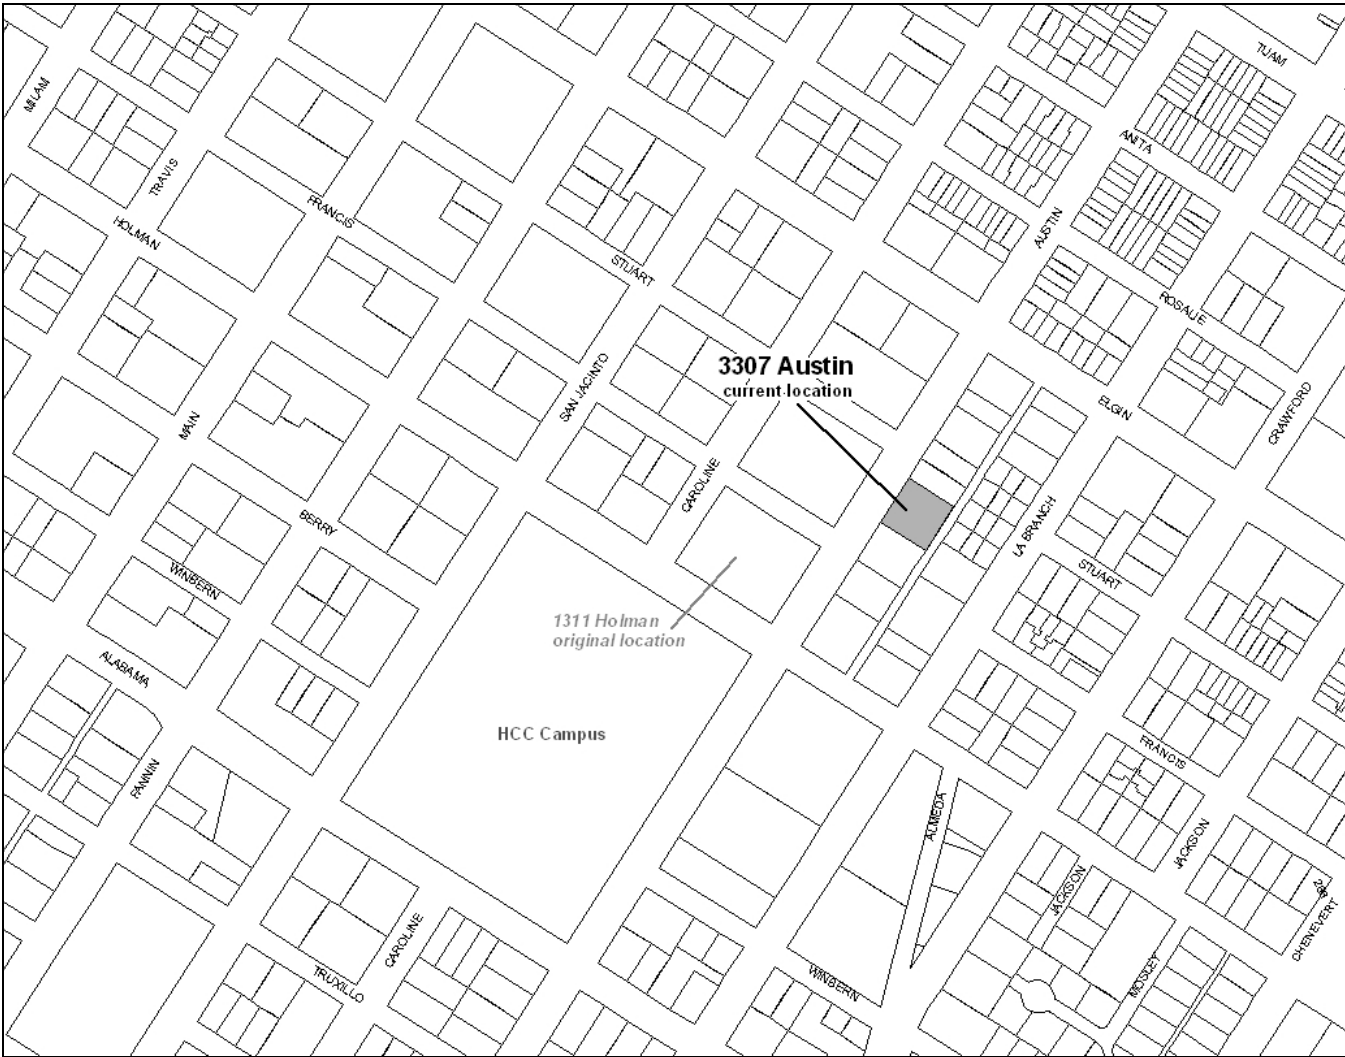 TUAM
MILAM
ANITA
TRAVIS
FRANCIS
HOLMAN
AUSTIN
STUART
ROSALIE
3307 Austin
current location
SAN JACINTO
ELGIN
CRAWFORD
MAIN
CAROLINE
BERRY
LA BRANCH
WINBERN
STUART
1311 Holman
original location
ALABAMA
HCC Campus
FRANCIS
FANNIN
ALMEDA
JACKSON
JACKSON
CHENEVERT
CAROLINE
TRUXILLO
WINBERN
MOSLEY